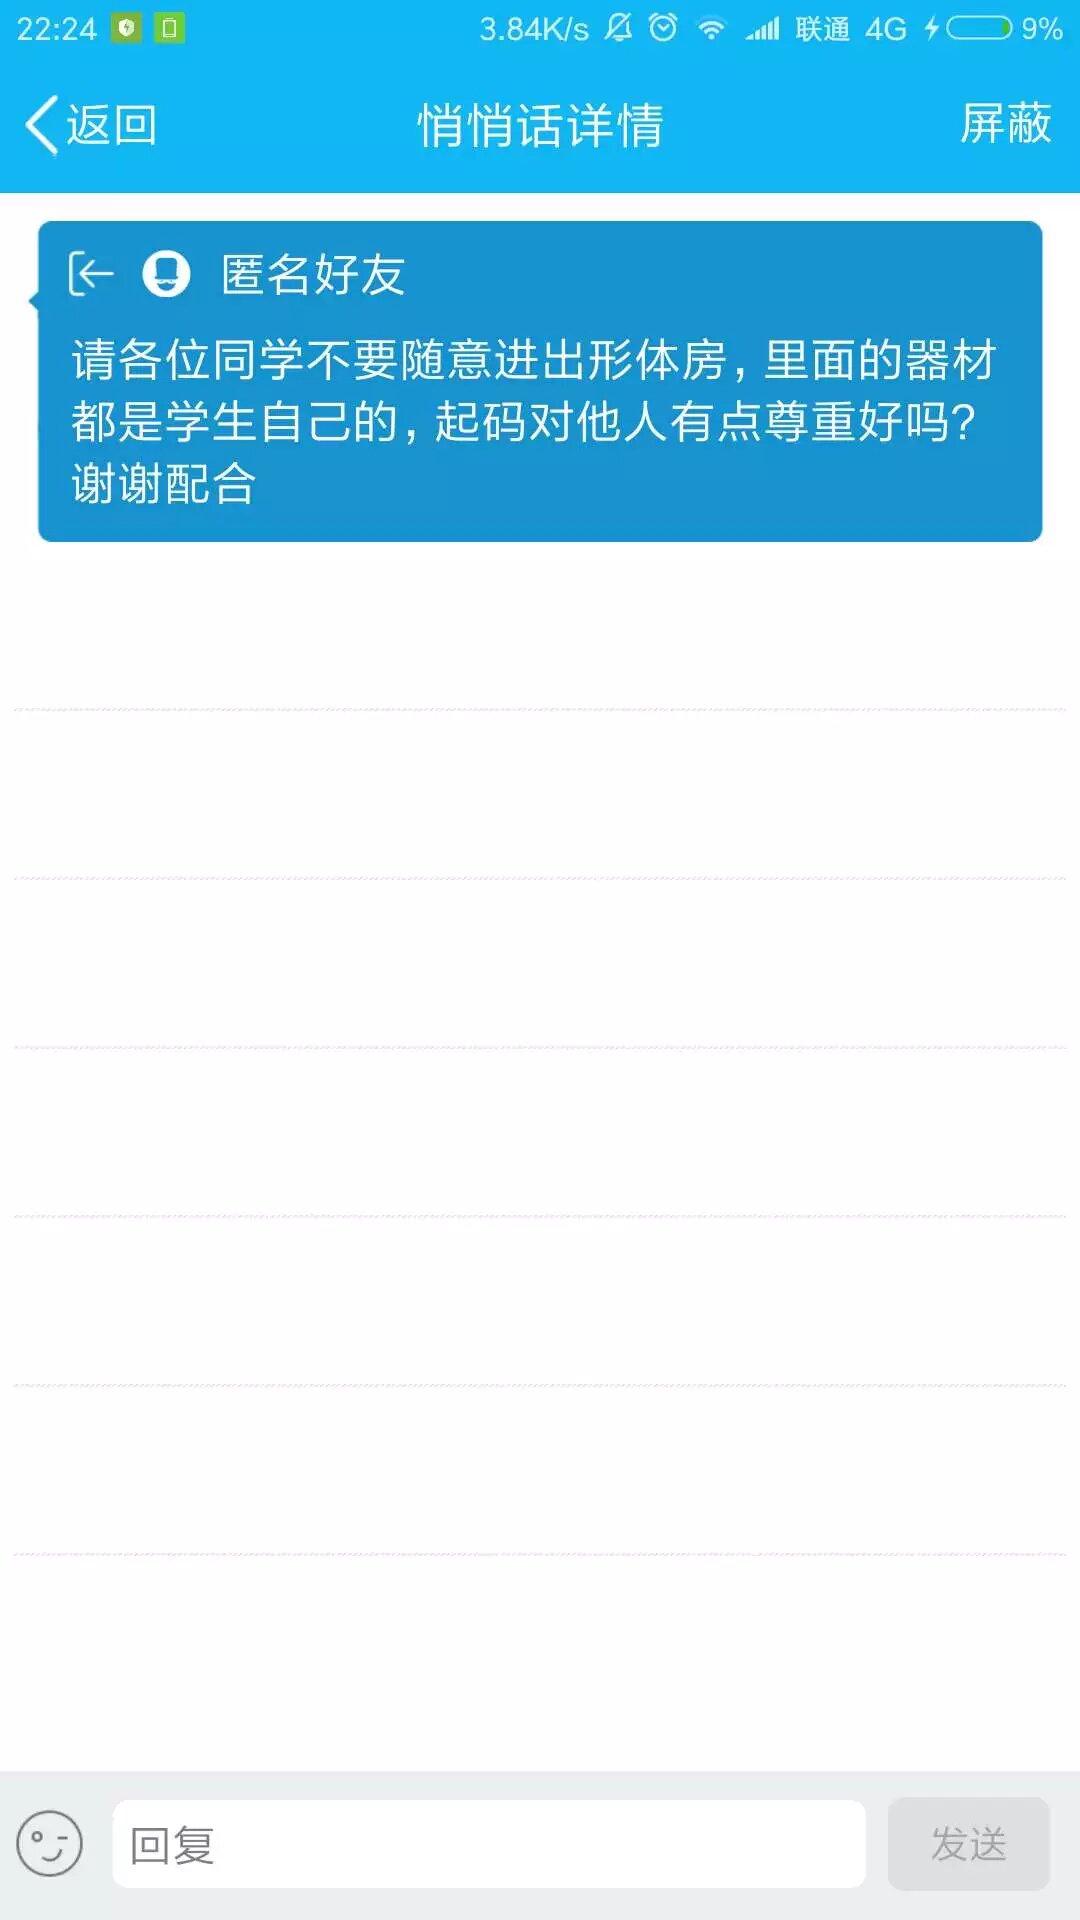 22:24 3.84K/s 联通 4G 9%
返回 悄悄话详情 屏蔽
匿名好友
请各位同学不要随意进出形体房，里面的器材
都是学生自己的，起码对他人有点尊重好吗？
谢谢配合
回复 发送